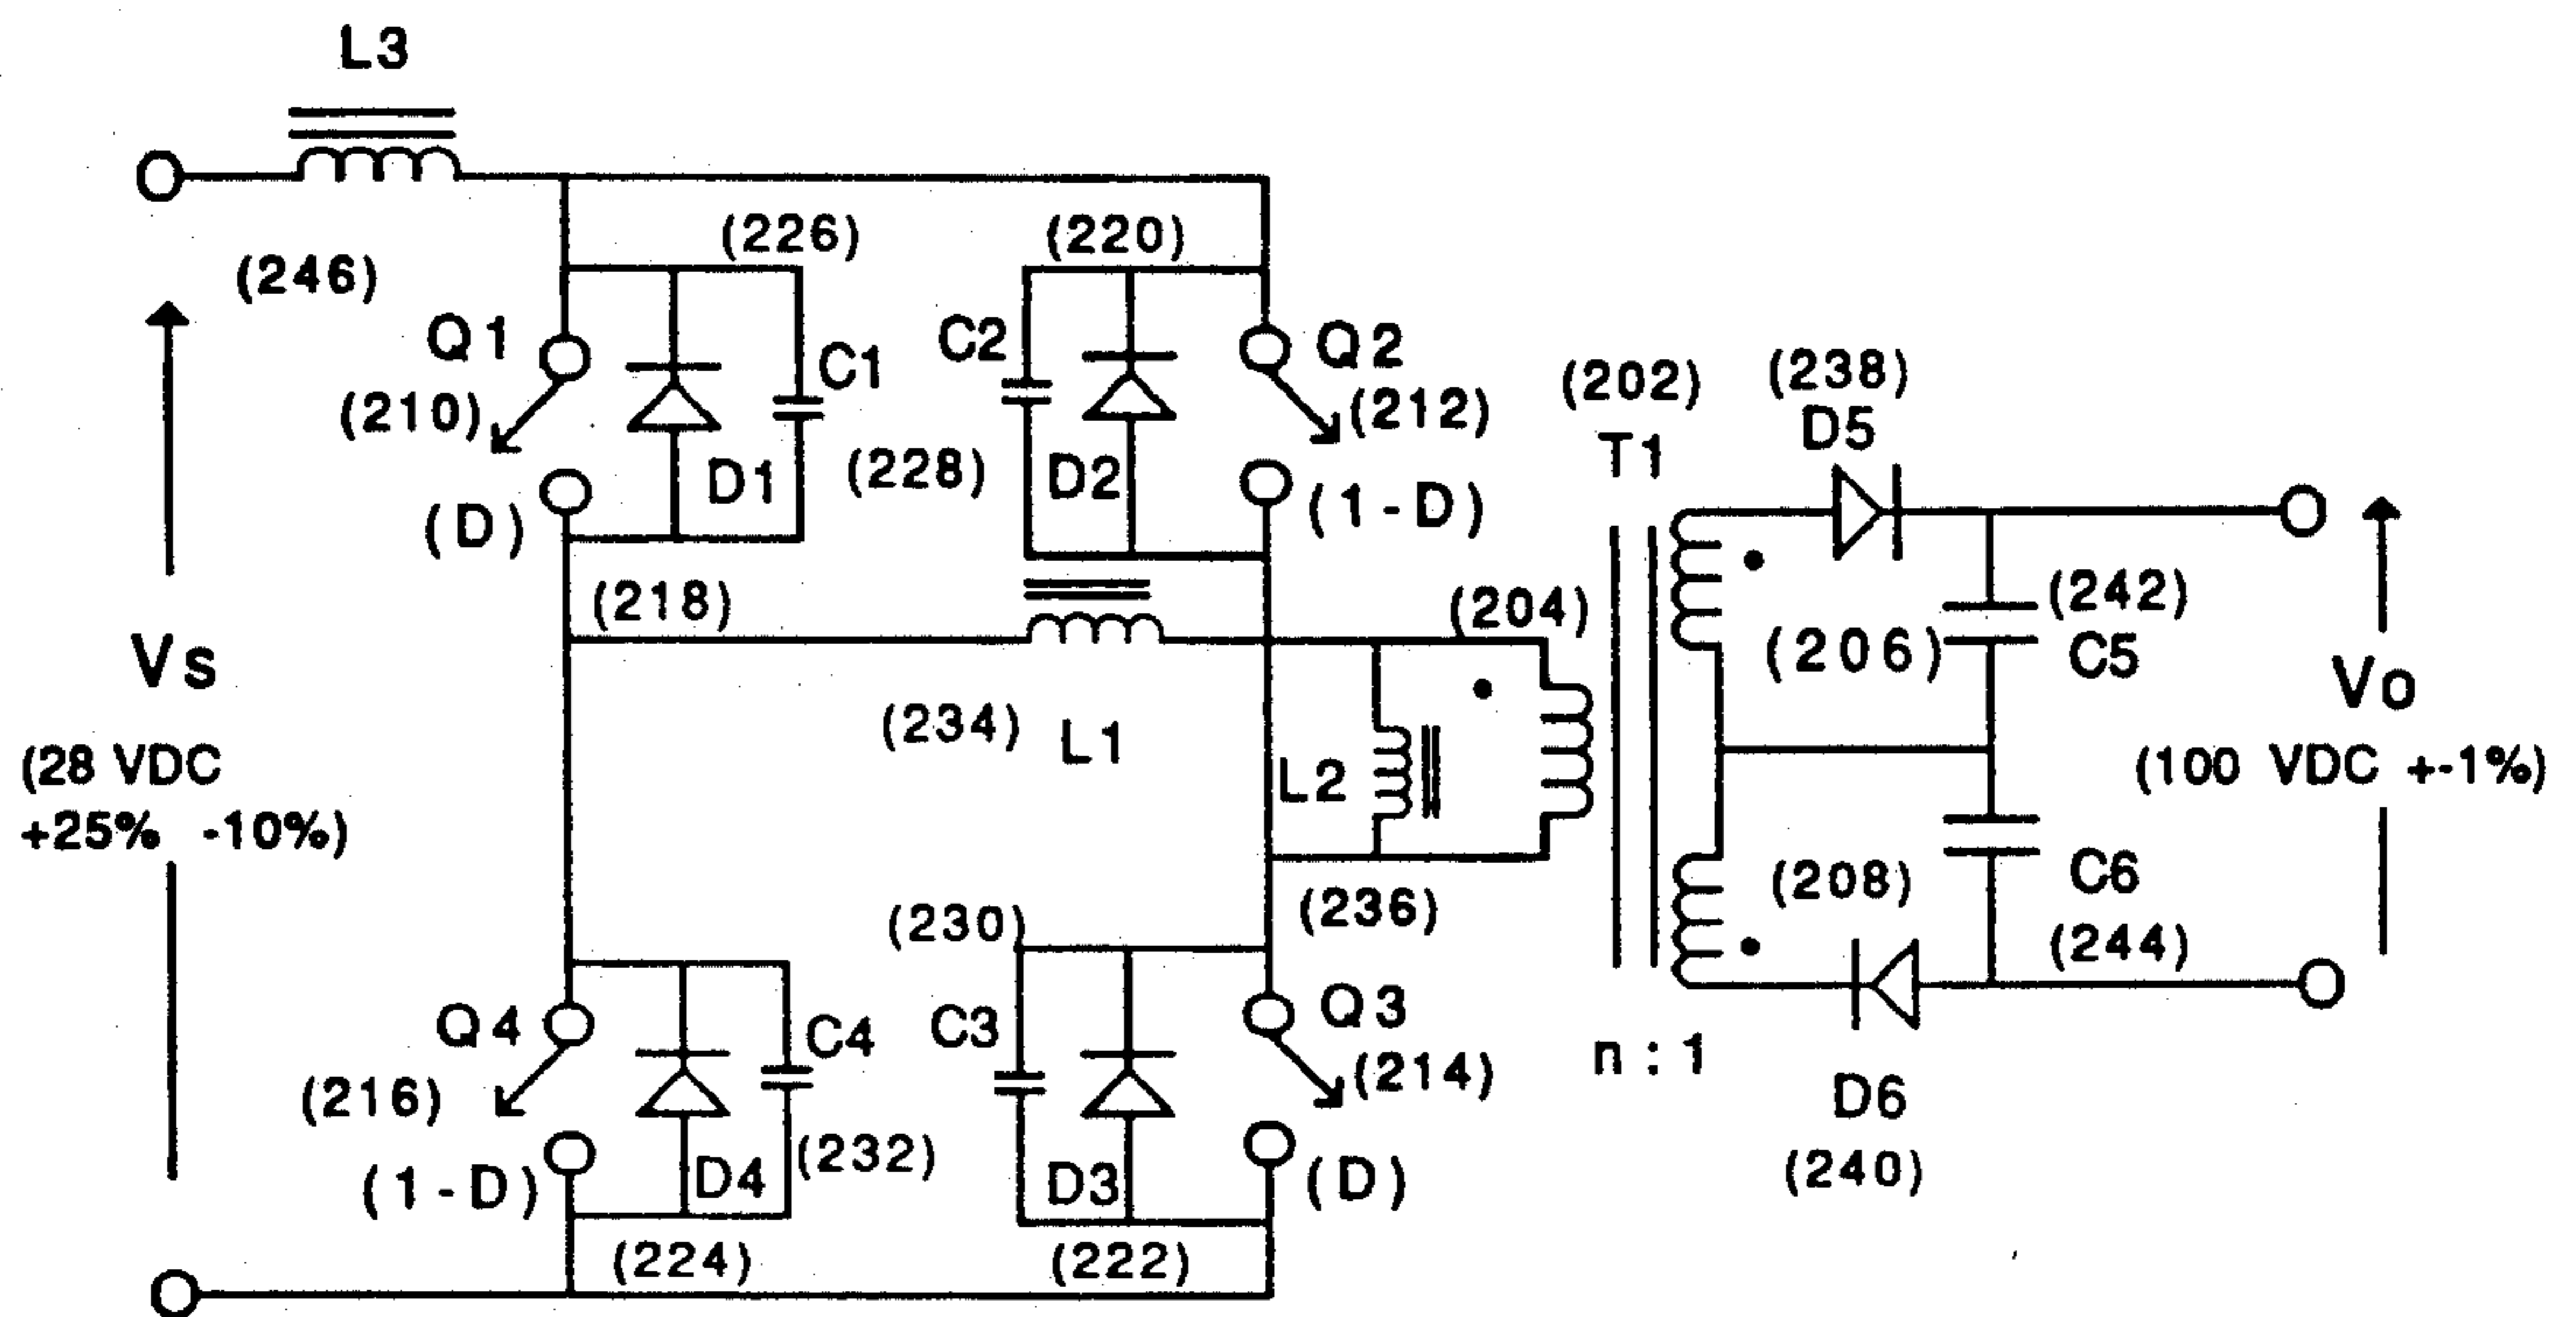 L3
(246)
(226)
(220)
Q1
(210)
(D)
D1
C1
(228)
C2
D2
Q2
(212)
(1-D)
(202)
T1
(238)
D5
(218)
(234)
L1
(204)
L2
(236)
(206)
(242)
C5
(208)
C6
(244)
Vs
(28 VDC
+25% -10%)
Vo
(100 VDC +-1%)
(230)
Q4
(216)
(1-D)
D4
C4
(232)
(224)
C3
D3
(222)
Q3
(214)
(D)
n : 1
D6
(240)